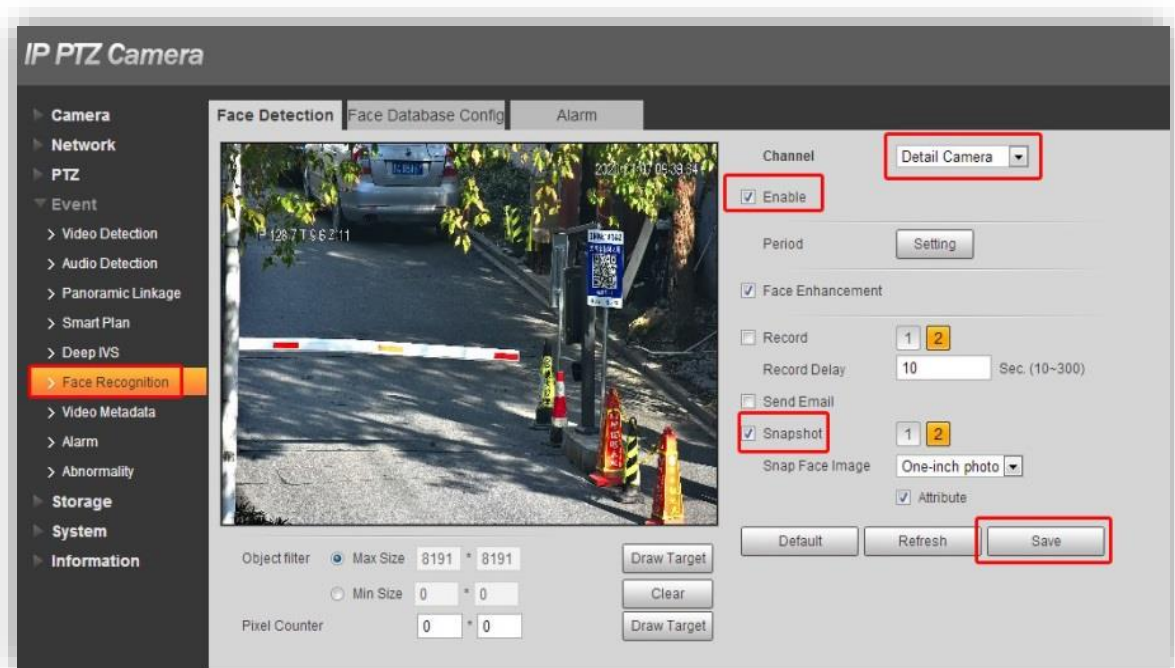 IP PTZ Camera
Camera
Network
PTZ
Event
Video Detection
Audio Detection
Panoramic Linkage
Smart Plan
Deep IVS
Face Recognition
Video Metadata
Alarm
Abnormality
Storage
System
Information
Face Detection Face Database Config Alarm
Channel Detail Camera
Enable
Period Setting
Face Enhancement
Record 1 2
Record Delay 10 Sec. (10~300)
Send Email
Snapshot 1 2
Snap Face Image One-inch photo
Attribute
Default Refresh Save
Object filter Max Size 8191 * 8191 Draw Target
Min Size 0 * 0 Clear
Pixel Counter 0 * 0 Draw Target